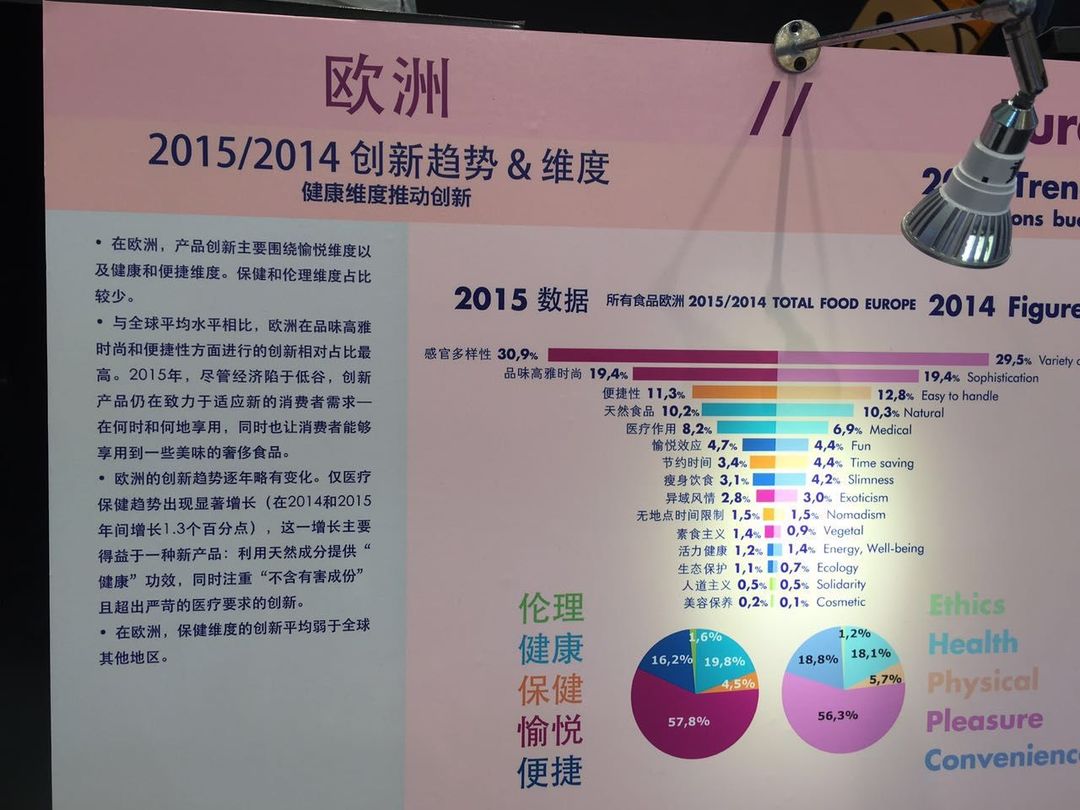 欧洲
//
2015/2014 创新趋势 & 维度
健康维度推动创新
• 在欧洲，产品创新主要围绕愉悦维度以
及健康和便捷维度。保健和伦理维度占比
较少。
• 与全球平均水平相比，欧洲在品味高雅
时尚和便捷性方面进行的创新相对占比最
高。2015年，尽管经济陷于低谷，创新
产品仍在致力于适应新的消费者需求—
在何时和何地享用，同时也让消费者能够
享用到一些美味的奢侈食品。
• 欧洲的创新趋势逐年略有变化。仅医疗
保健趋势出现显著增长（在2014和2015
年间增长1.3个百分点），这一增长主要
得益于一种新产品：利用天然成分提供“
健康”功效，同时注重“不含有害成份”
且超出严苛的医疗要求的创新。
• 在欧洲，保健维度的创新平均弱于全球
其他地区。
2015 数据 所有食品欧洲 2015/2014 TOTAL FOOD EUROPE 2014 Figure
感官多样性 30,9% 29,5% Variety
品味高雅时尚 19,4% 19,4% Sophistication
便捷性 11,3% 12,8% Easy to handle
天然食品 10,2% 10,3% Natural
医疗作用 8,2% 6,9% Medical
愉悦效应 4,7% 4,4% Fun
节约时间 3,4% 4,4% Time saving
瘦身饮食 3,1% 4,2% Slimness
异域风情 2,8% 3,0% Exoticism
无地点时间限制 1,5% 1,5% Nomadism
素食主义 1,4% 0,9% Vegetal
活力健康 1,2% 1,4% Energy, Well-being
生态保护 1,1% 0,7% Ecology
人道主义 0,5% 0,5% Solidarity
美容保养 0,2% 0,1% Cosmetic
伦理
健康
保健
愉悦
便捷
1,6%
16,2% 19,8%
4,5%
57,8%
1,2%
18,8% 18,1%
5,7%
56,3%
Ethics
Health
Physical
Pleasure
Convenienc